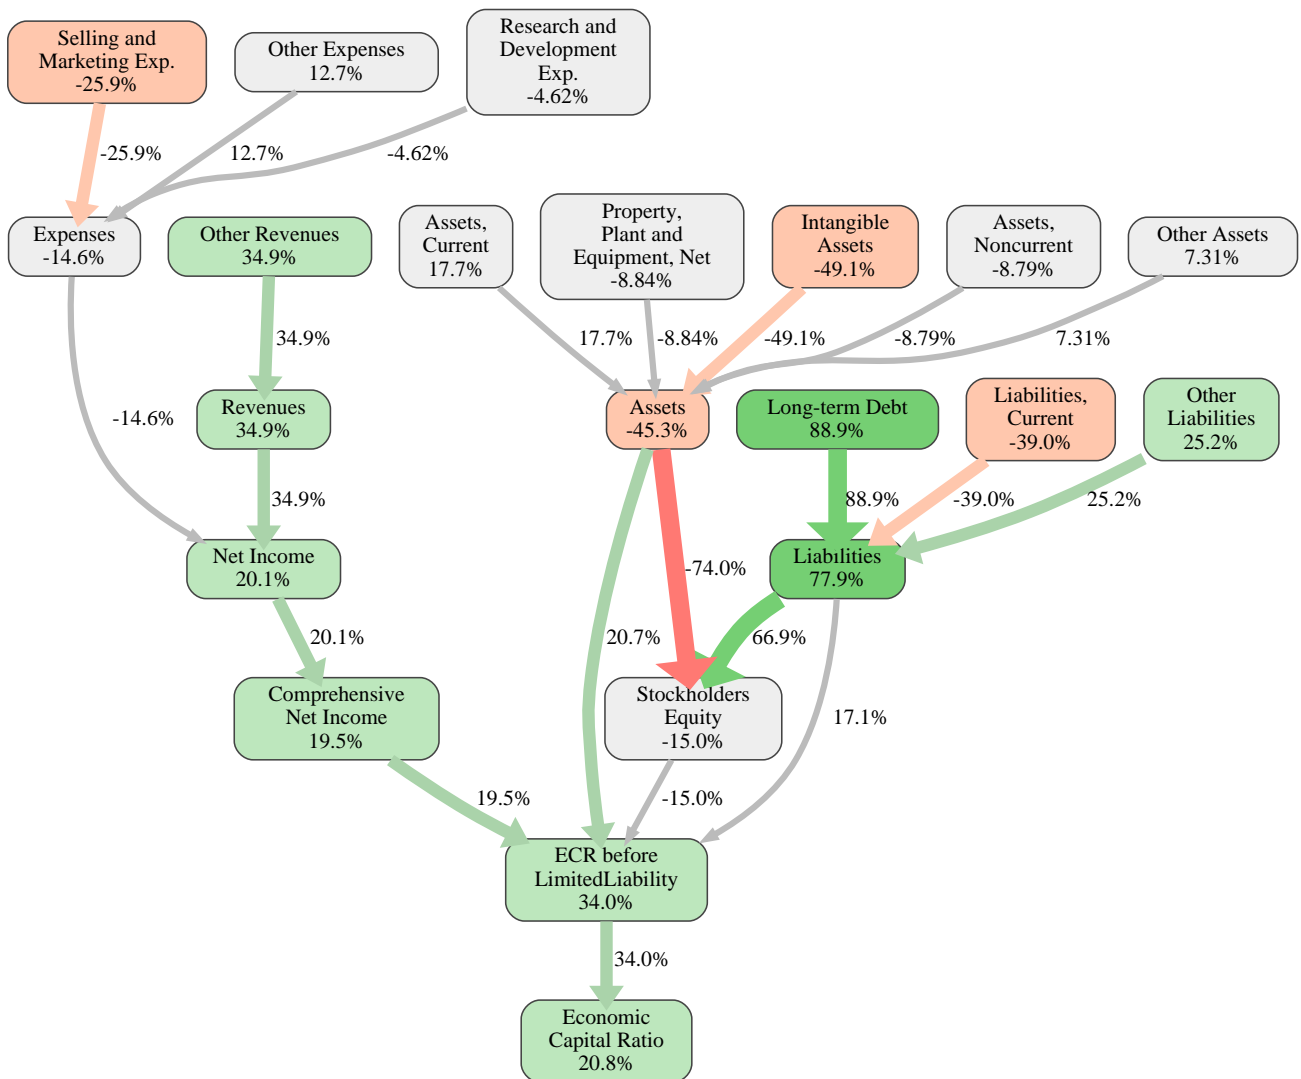 Selling and
Marketing Exp.
-25.9%
Other Expenses
12.7%
Research and
Development
Exp.
-4.62%
-25.9%
12.7%
-4.62%
Expenses
-14.6%
Other Revenues
34.9%
Assets,
Current
17.7%
Property,
Plant and
Equipment, Net
-8.84%
Intangible
Assets
-49.1%
Assets,
Noncurrent
-8.79%
Other Assets
7.31%
34.9%
17.7%
-8.84%
-49.1%
-8.79%
7.31%
-14.6%
Revenues
34.9%
Assets
-45.3%
Long-term Debt
88.9%
Liabilities,
Current
-39.0%
Other
Liabilities
25.2%
34.9%
88.9%
-39.0%
25.2%
Net Income
20.1%
-74.0%
Liabilities
77.9%
20.1%
20.7%
66.9%
Comprehensive
Net Income
19.5%
Stockholders
Equity
-15.0%
17.1%
19.5%
-15.0%
ECR before
LimitedLiability
34.0%
34.0%
Economic
Capital Ratio
20.8%